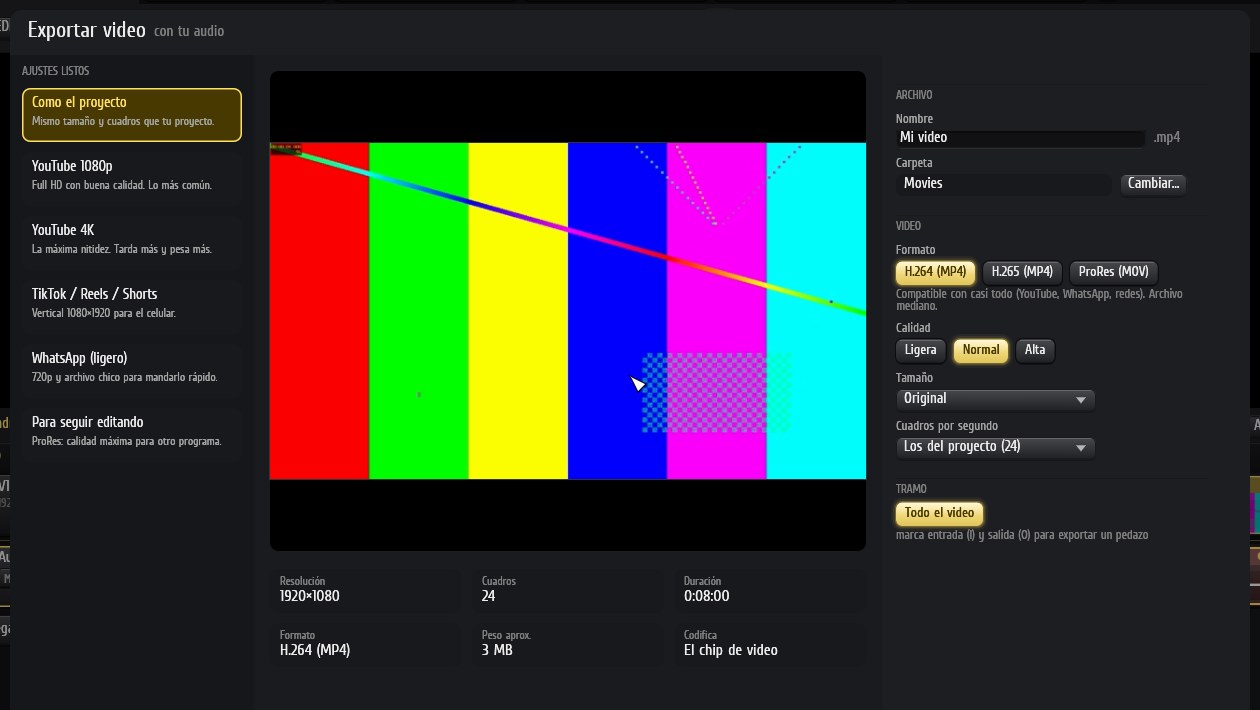 Exportar video con tu audio
AJUSTES LISTOS
Como el proyecto
Mismo tamaño y cuadros que tu proyecto.
YouTube 1080p
Full HD con buena calidad. Lo más común.
YouTube 4K
La máxima nitidez. Tarda más y pesa más.
TikTok / Reels / Shorts
Vertical 1080×1920 para el celular.
WhatsApp (ligero)
720p y archivo chico para mandarlo rápido.
Para seguir editando
ProRes: calidad máxima para otro programa.
Resolución
1920×1080
Cuadros
24
Duración
0:08:00
Formato
H.264 (MP4)
Peso aprox.
3 MB
Codifica
El chip de video
ARCHIVO
Nombre
Mi video .mp4
Carpeta
Movies Cambiar...
VIDEO
Formato
H.264 (MP4) H.265 (MP4) ProRes (MOV)
Compatible con casi todo (YouTube, WhatsApp, redes). Archivo
mediano.
Calidad
Ligera Normal Alta
Tamaño
Original
Cuadros por segundo
Los del proyecto (24)
TRAMO
Todo el video
marca entrada (I) y salida (O) para exportar un pedazo